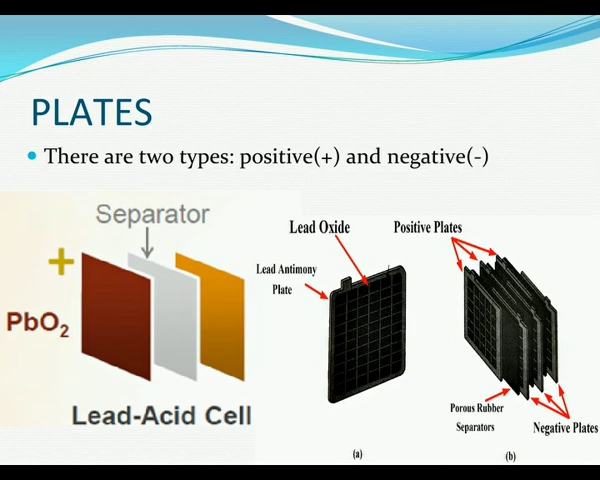 PLATES
There are two types: positive(+) and negative(-)
Separator
+
PbO₂
Lead-Acid Cell
Lead Oxide
Lead Antimony
Plate
(a)
Positive Plates
Porous Rubber
Separators
Negative Plates
(b)